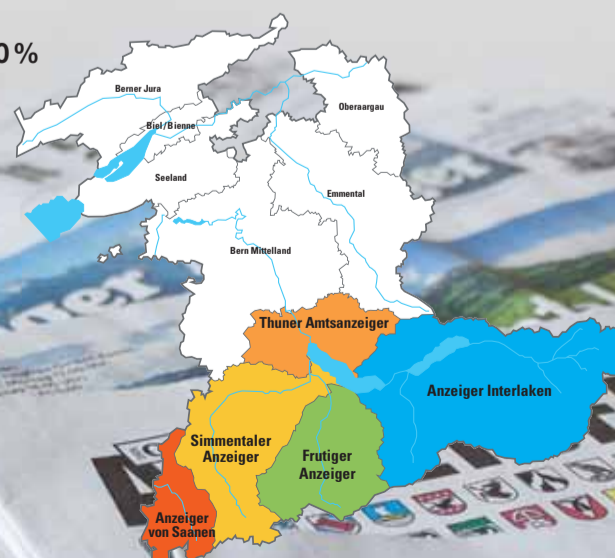 0 %
Berner Jura
Biel/Bienne
Oberaargau
Seeland
Emmental
Bern Mittelland
Thuner Amtsanzeiger
Anzeiger Interlaken
Simmentaler
Anzeiger
Frutiger
Anzeiger
Anzeiger
von Saanen